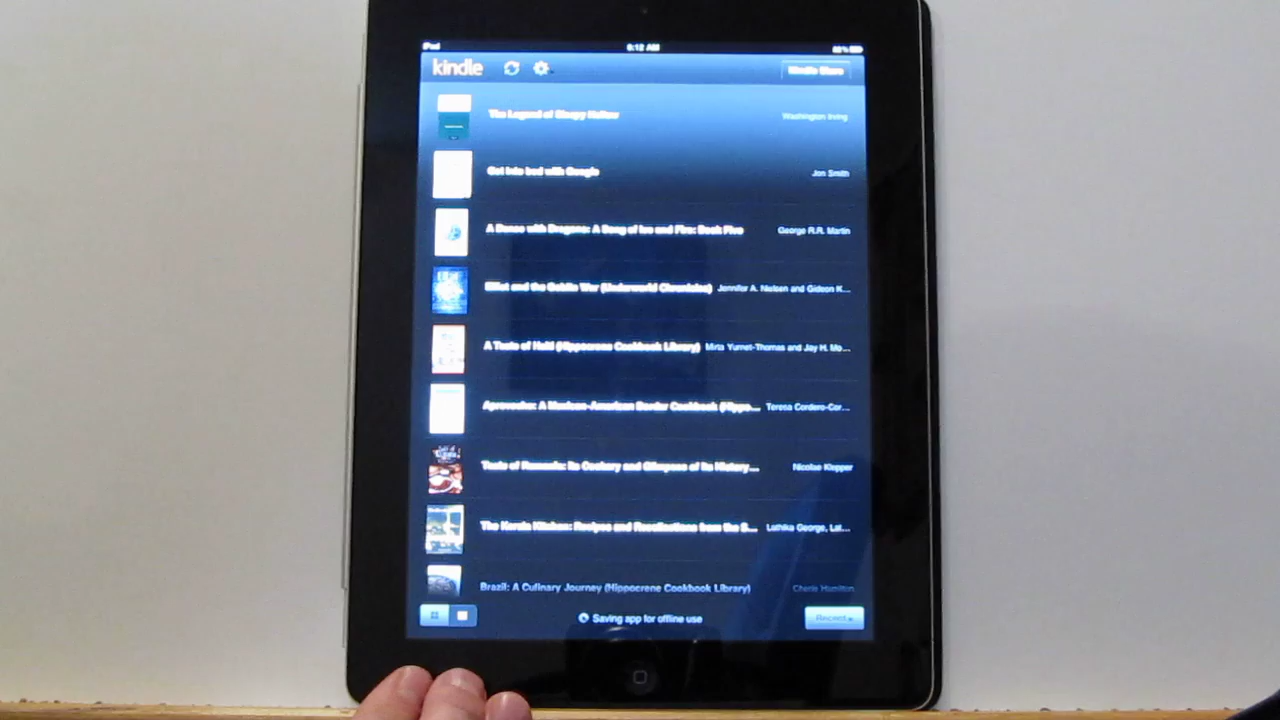 iPad 6:12 AM
kindle Kindle Store
The Legend of Sleepy Hollow Washington Irving
Get into bed with Google Jon Smith
A Dance with Dragons: A Song of Ice and Fire: Book Five George R.R. Martin
Elliot and the Goblin War (Underworld Chronicles) Jennifer A. Nielsen and Gideon K...
A Taste of Haiti (Hippocrene Cookbook Library) Mirta Yurnet-Thomas and Jay H. Mo...
Aprovecho: A Mexican-American Border Cookbook (Hippo... Teresa Cordero-Cor...
Taste of Romania: Its Cookery and Glimpses of Its History... Nicolae Klepper
The Kerala Kitchen: Recipes and Recollections from the S... Lathika George, Lat...
Brazil: A Culinary Journey (Hippocrene Cookbook Library) Cherie Hamilton
Saving app for offline use Recent